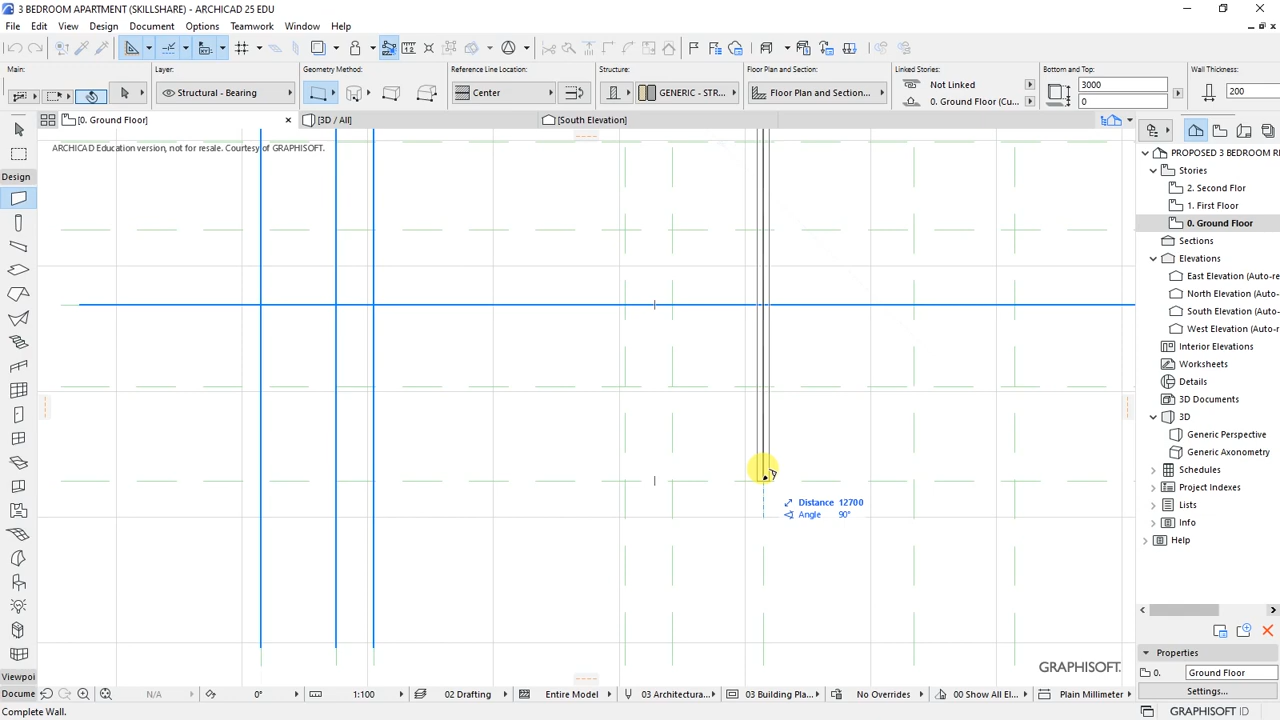 3 BEDROOM APARTMENT (SKILLSHARE) - ARCHICAD 25 EDU
File Edit View Design Document Options Teamwork Window Help
Main: Layer: Geometry Method: Reference Line Location: Structure: Floor Plan and Section: Linked Stories: Bottom and Top: Wall Thickness:
Structural - Bearing Center GENERIC - STR... Floor Plan and Section... Not Linked 3000 200
0. Ground Floor (Cu... 0
[0. Ground Floor] [3D / All] [South Elevation]
ARCHICAD Education version, not for resale. Courtesy of GRAPHISOFT.
Design
PROPOSED 3 BEDROOM RE
Stories
2. Second Flor
1. First Floor
0. Ground Floor
Sections
Elevations
East Elevation (Auto-re
North Elevation (Auto-
South Elevation (Auto-
West Elevation (Auto-r
Interior Elevations
Worksheets
Details
3D Documents
3D
Generic Perspective
Generic Axonometry
Schedules
Project Indexes
Lists
Info
Help
Distance 12700
Angle 90°
Properties
0. Ground Floor
Settings...
GRAPHISOFT.
Viewpoi
Docume
N/A 0° 1:100 02 Drafting Entire Model 03 Architectura... 03 Building Pla... No Overrides 00 Show All El... Plain Millimeter
Complete Wall.
GRAPHISOFT ID